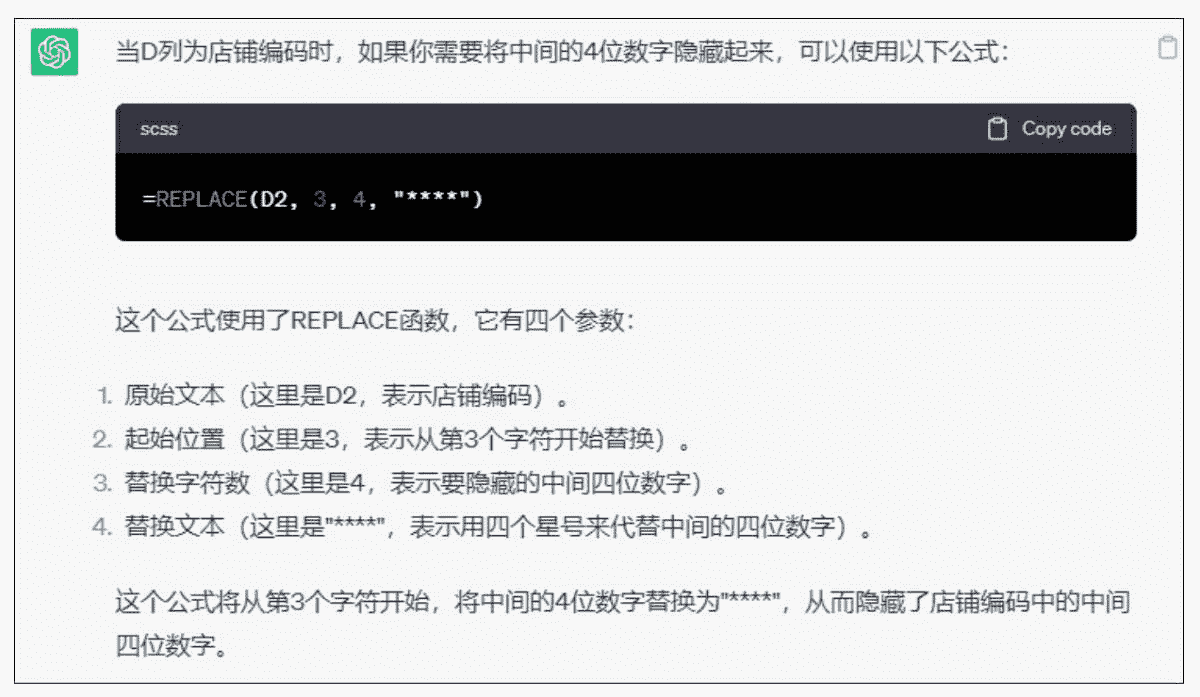 当D列为店铺编码时，如果你需要将中间的4位数字隐藏起来，可以使用以下公式：
scss
Copy code
=REPLACE(D2, 3, 4, "****")
这个公式使用了REPLACE函数，它有四个参数：
1. 原始文本（这里是D2，表示店铺编码）。
2. 起始位置（这里是3，表示从第3个字符开始替换）。
3. 替换字符数（这里是4，表示要隐藏的中间四位数字）。
4. 替换文本（这里是"****"，表示用四个星号来代替中间的四位数字）。
这个公式将从第3个字符开始，将中间的4位数字替换为"****"，从而隐藏了店铺编码中的中间
四位数字。